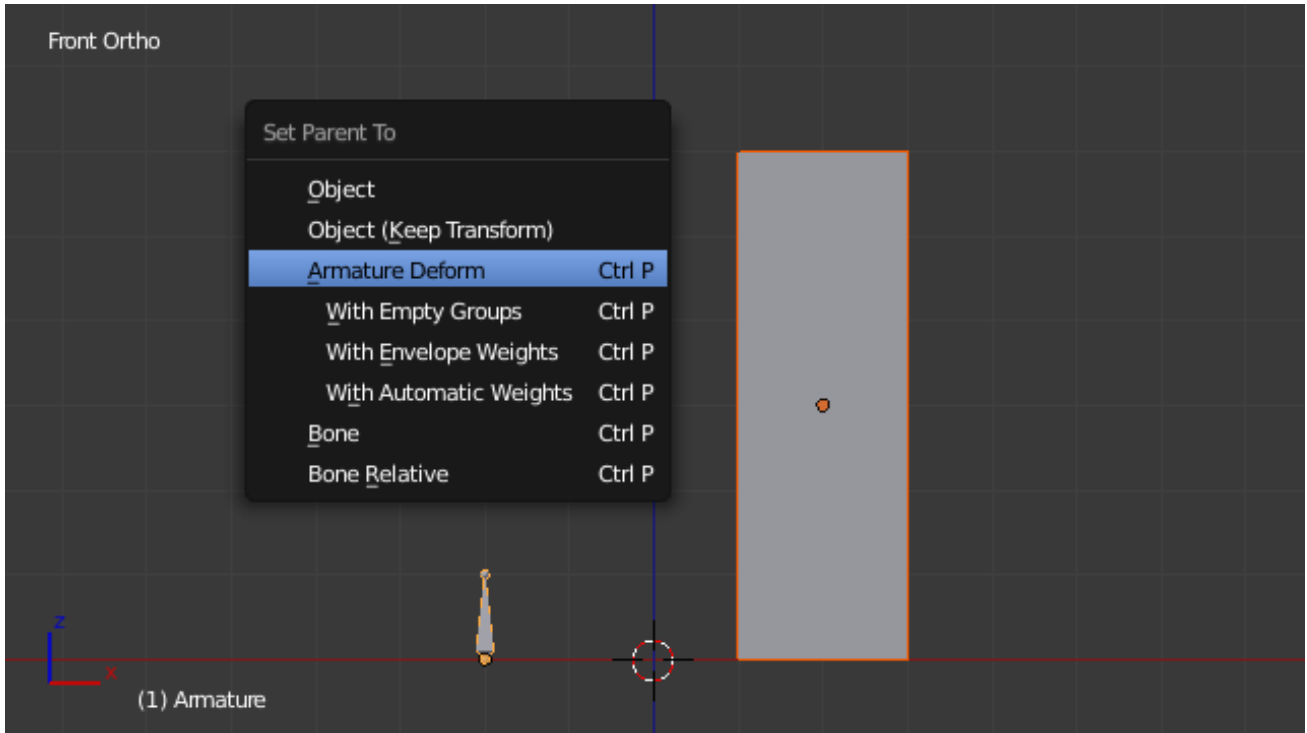 Front Ortho
Set Parent To
Object
Object (Keep Transform)
Armature Deform Ctrl P
With Empty Groups Ctrl P
With Envelope Weights Ctrl P
With Automatic Weights Ctrl P
Bone Ctrl P
Bone Relative Ctrl P
z
x
(1) Armature